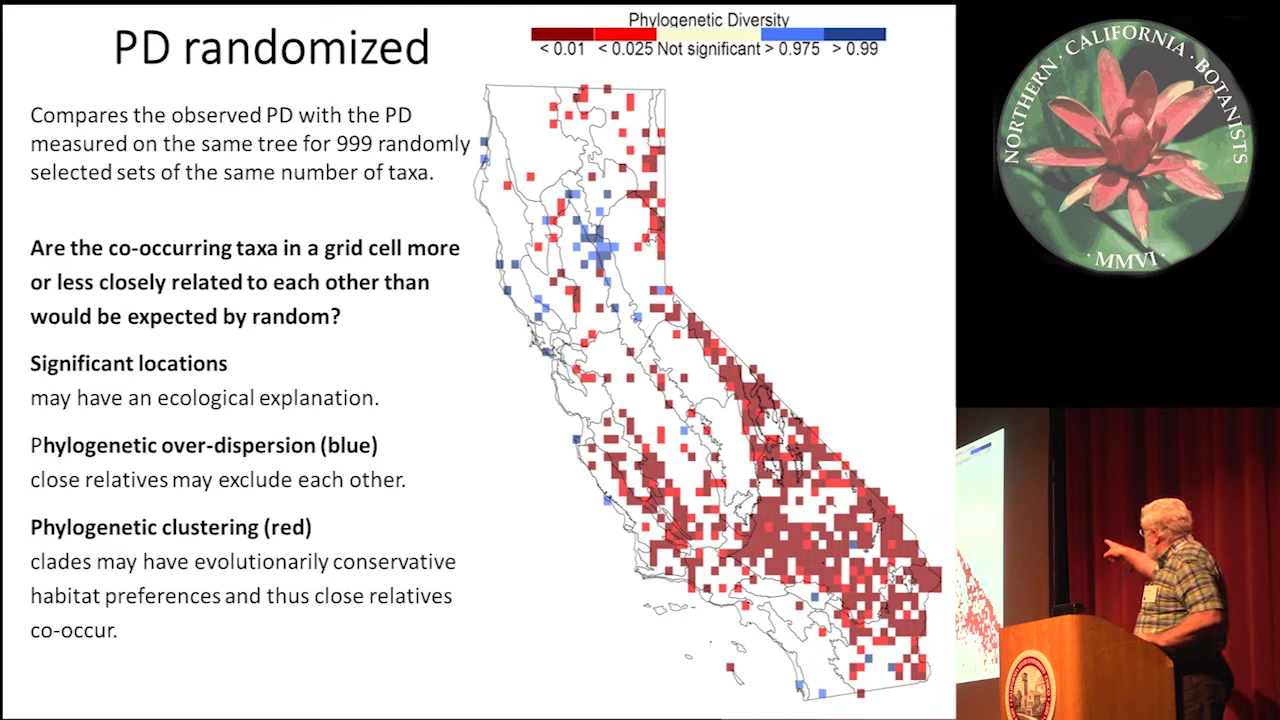 PD randomized
Phylogenetic Diversity
< 0.01 < 0.025 Not significant > 0.975 > 0.99
Compares the observed PD with the PD
measured on the same tree for 999 randomly
selected sets of the same number of taxa.
Are the co-occurring taxa in a grid cell more
or less closely related to each other than
would be expected by random?
Significant locations
may have an ecological explanation.
Phylogenetic over-dispersion (blue)
close relatives may exclude each other.
Phylogenetic clustering (red)
clades may have evolutionarily conservative
habitat preferences and thus close relatives
co-occur.
NORTHERN · CALIFORNIA · BOTANISTS
· MMVI ·